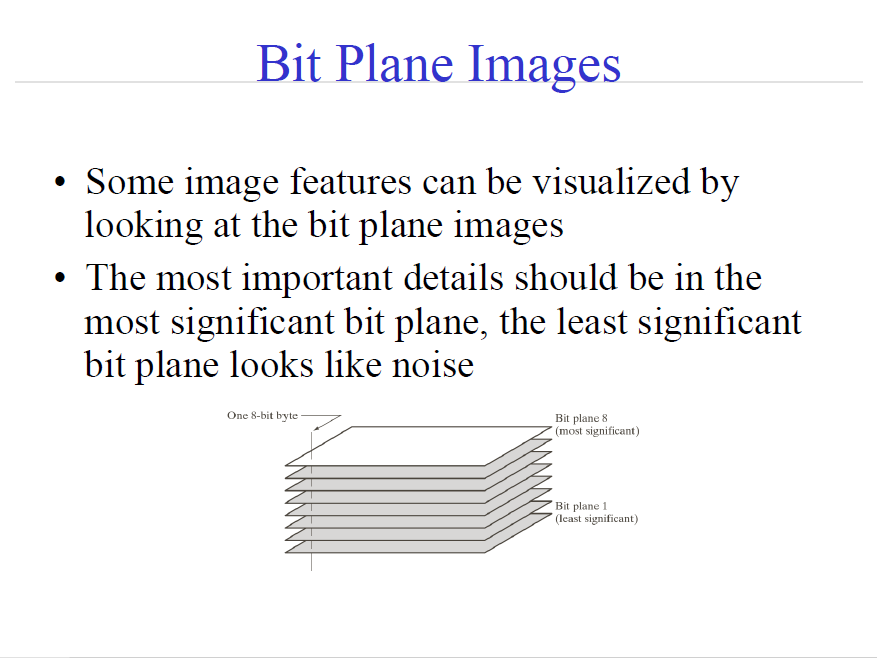 Bit Plane Images
• Some image features can be visualized by
looking at the bit plane images
• The most important details should be in the
most significant bit plane, the least significant
bit plane looks like noise
One 8-bit byte
Bit plane 8
(most significant)
Bit plane 1
(least significant)